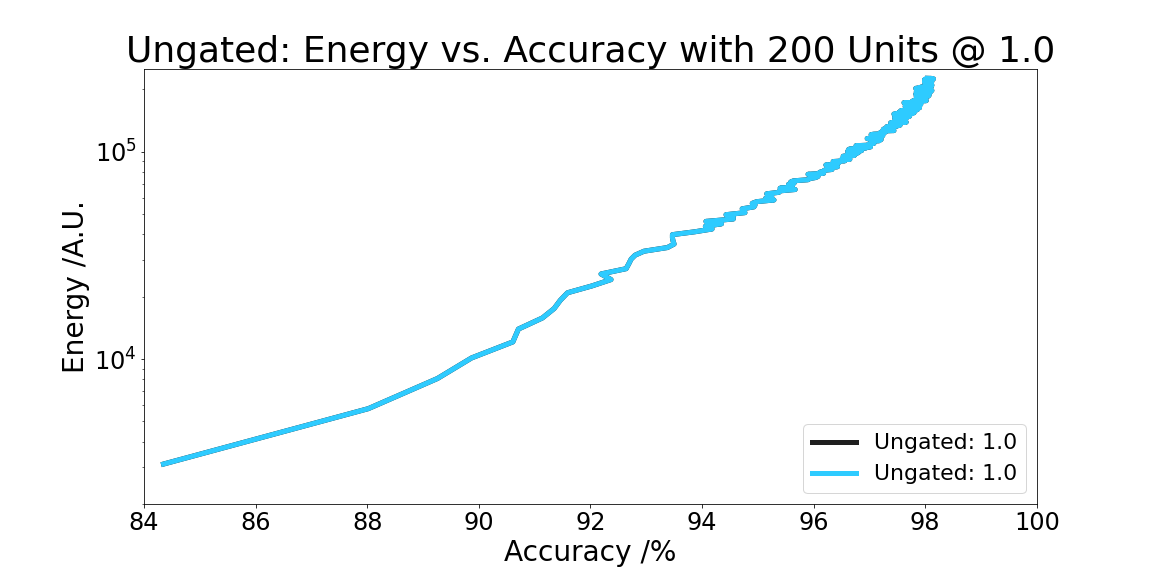 Ungated: Energy vs. Accuracy with 200 Units @ 1.0
Energy /A.U.
10^5
10^4
Ungated: 1.0
Ungated: 1.0
84 86 88 90 92 94 96 98 100
Accuracy /%